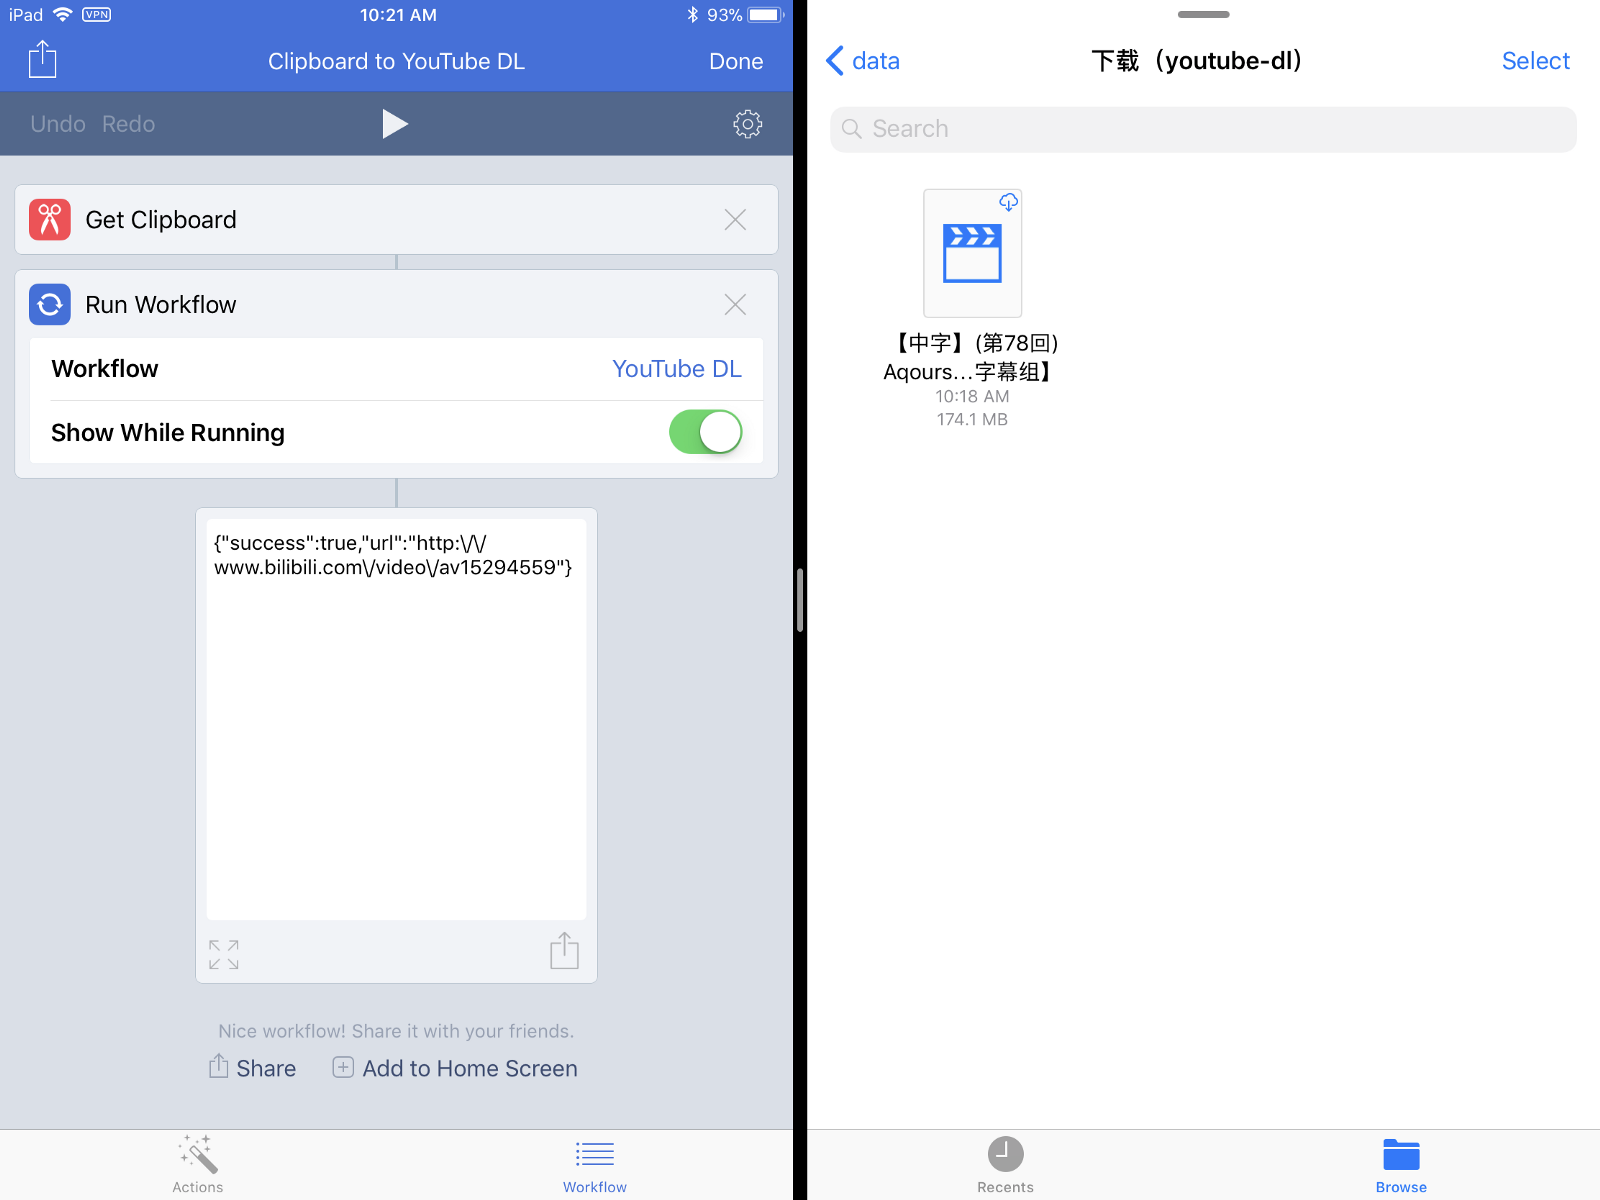 iPad VPN 10:21 AM 93%
Clipboard to YouTube DL Done
Undo Redo
Get Clipboard
Run Workflow
Workflow YouTube DL
Show While Running
{"success":true,"url":"http:\/\/
www.bilibili.com\/video\/av15294559"}
Nice workflow! Share it with your friends.
Share Add to Home Screen
Actions Workflow
data 下载（youtube-dl） Select
Search
【中字】(第78回)
Aqours...字幕组】
10:18 AM
174.1 MB
Recents Browse